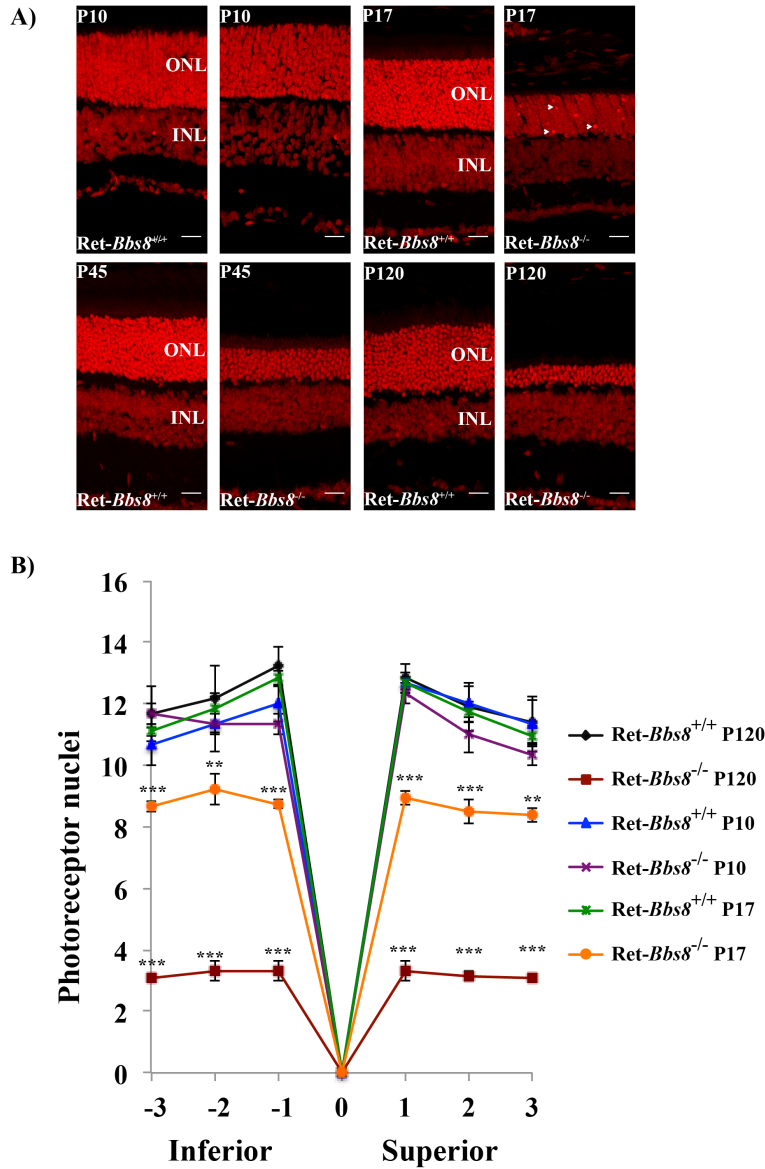 A)
P10
P10
P17
P17
ONL
INL
ONL
INL
Ret-Bbs8+/+
Ret-Bbs8+/+
Ret-Bbs8-/-
P45
P45
P120
P120
ONL
INL
ONL
INL
Ret-Bbs8+/+
Ret-Bbs8-/-
Ret-Bbs8+/+
Ret-Bbs8-/-
B)
Photoreceptor nuclei
16
14
12
10
8
6
4
2
0
*** ** *** *** *** **
*** *** *** *** *** ***
-3 -2 -1 0 1 2 3
Inferior Superior
Ret-Bbs8+/+ P120
Ret-Bbs8-/- P120
Ret-Bbs8+/+ P10
Ret-Bbs8-/- P10
Ret-Bbs8+/+ P17
Ret-Bbs8-/- P17